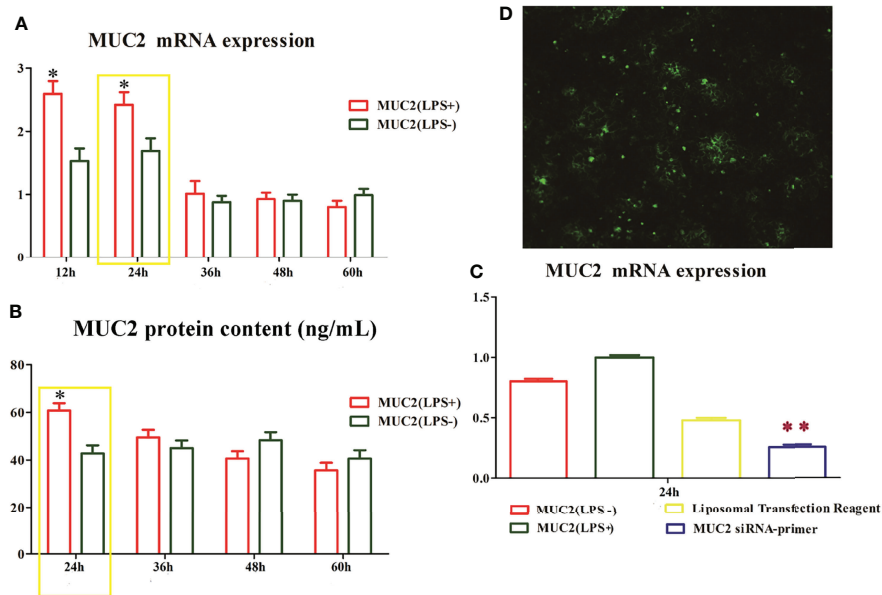 A
MUC2 mRNA expression
3
2
1
0
*
*
MUC2(LPS+)
MUC2(LPS-)
12h 24h 36h 48h 60h
B
MUC2 protein content (ng/mL)
80
60
40
20
0
*
MUC2(LPS+)
MUC2(LPS-)
24h 36h 48h 60h
D
C
MUC2 mRNA expression
1.5
1.0
0.5
0.0
**
24h
MUC2(LPS -) Liposomal Transfection Reagent
MUC2(LPS+) MUC2 siRNA-primer